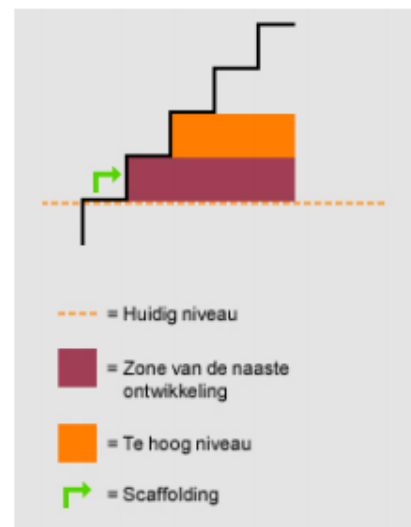 = Huidig niveau
= Zone van de naaste
ontwikkeling
= Te hoog niveau
= Scaffolding